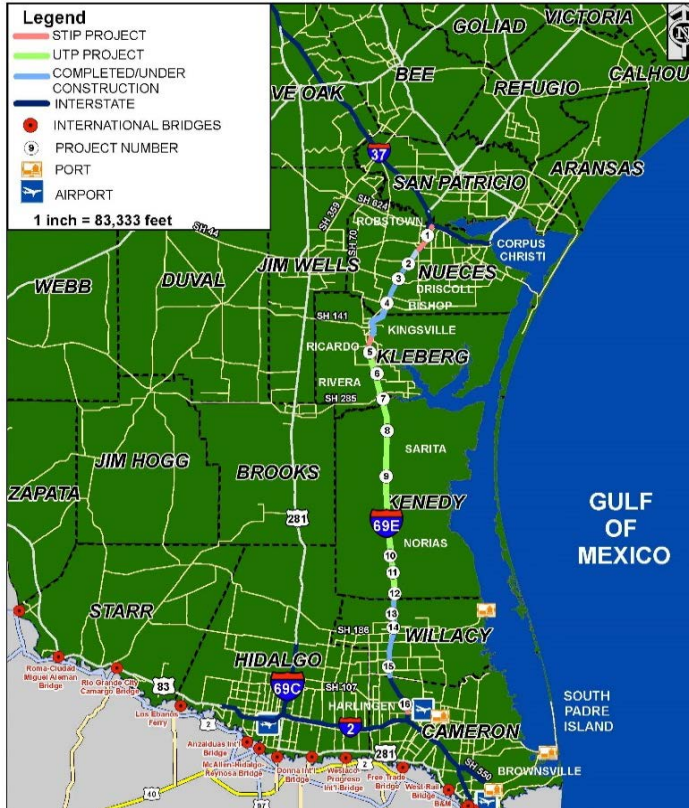 Legend
STIP PROJECT
UTP PROJECT
COMPLETED/UNDER
CONSTRUCTION
INTERSTATE
INTERNATIONAL BRIDGES
9
PROJECT NUMBER
PORT
AIRPORT
1 inch = 83,333 feet
GOLIAD
VICTORIA
N
BEE
VE OAK
REFUGIO
CALHOU
37
ARANSAS
SAN PATRICIO
SH 359
SH 624
SH 44
SH 70
ROBSTOWN
1
CORPUS
CHRISTI
JIM WELLS
2
NUECES
WEBB
DUVAL
3
DRISCOLL
4
BISHOP
SH 141
KINGSVILLE
RICARDO
5
KLEBERG
RIVERA
6
SH 285
7
8
SARITA
JIM HOGG
BROOKS
9
ZAPATA
KENEDY
281
69E
GULF
OF
MEXICO
NORIAS
10
11
12
STARR
13
SH 186
14
WILLACY
HIDALGO
15
Roma-Ciudad
Miguel Aleman
Bridge
Rio Grande City
Camargo Bridge
83
69C
SH 107
HARLINGEN
16
SOUTH
PADRE
ISLAND
Los Ebanos
Ferry
2
2
CAMERON
Anzalduas Int'l
Bridge
McAllen-Hidalgo-
Reynosa Bridge
Donna Int'l
Bridge
Weslaco
Progreso
Int'l Bridge
281
2
Free Trade
Bridge
SH 550
BROWNSVILLE
West Rail
Bridge
B&M
40
97